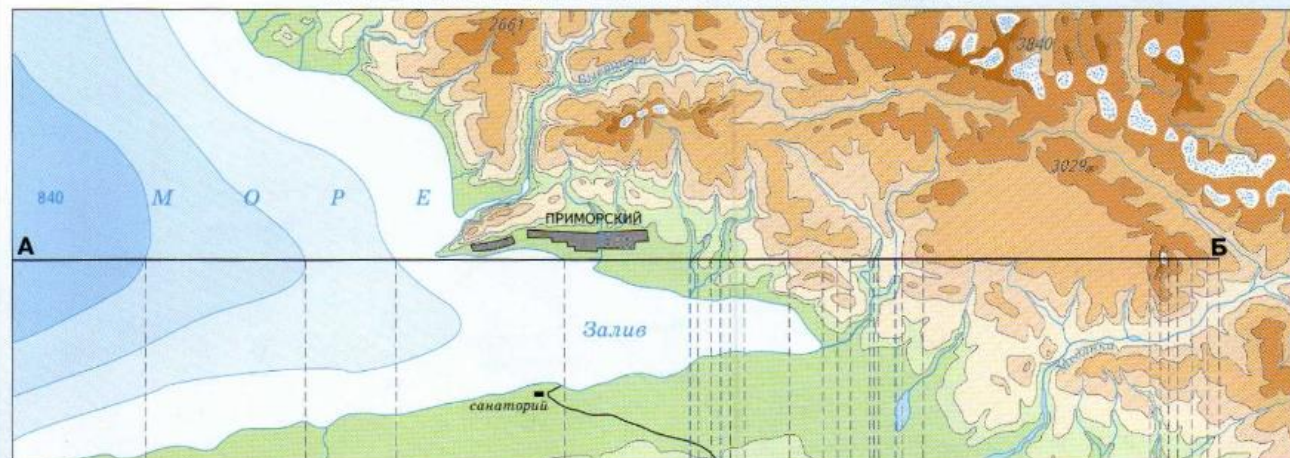 2661
3840
840
М О Р Е
3029
ПРИМОРСКИЙ
А
Б
Залив
санаторий